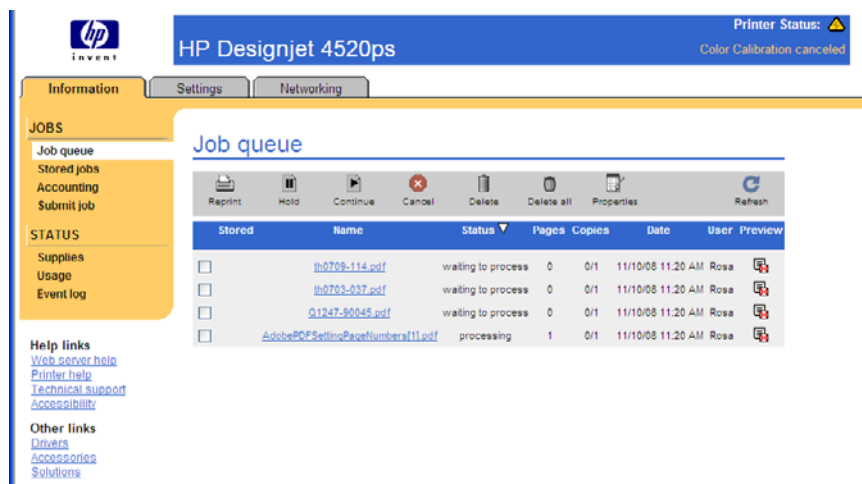 hp
invent
HP Designjet 4520ps
Printer Status:
Color Calibration canceled
Information
Settings
Networking
JOBS
Job queue
Stored jobs
Accounting
Submit job
STATUS
Supplies
Usage
Event log
Help links
Web server help
Printer help
Technical support
Accessibility
Other links
Drivers
Accessories
Solutions
Job queue
Reprint Hold Continue Cancel Delete Delete all Properties Refresh
Stored Name Status Pages Copies Date User Preview
th0709-114.pdf waiting to process 0 0/1 11/10/08 11:20 AM Rosa
th0703-037.pdf waiting to process 0 0/1 11/10/08 11:20 AM Rosa
Q1247-90045.pdf waiting to process 0 0/1 11/10/08 11:20 AM Rosa
AdobePDFSettingPageNumbers[1].pdf processing 1 0/1 11/10/08 11:20 AM Rosa